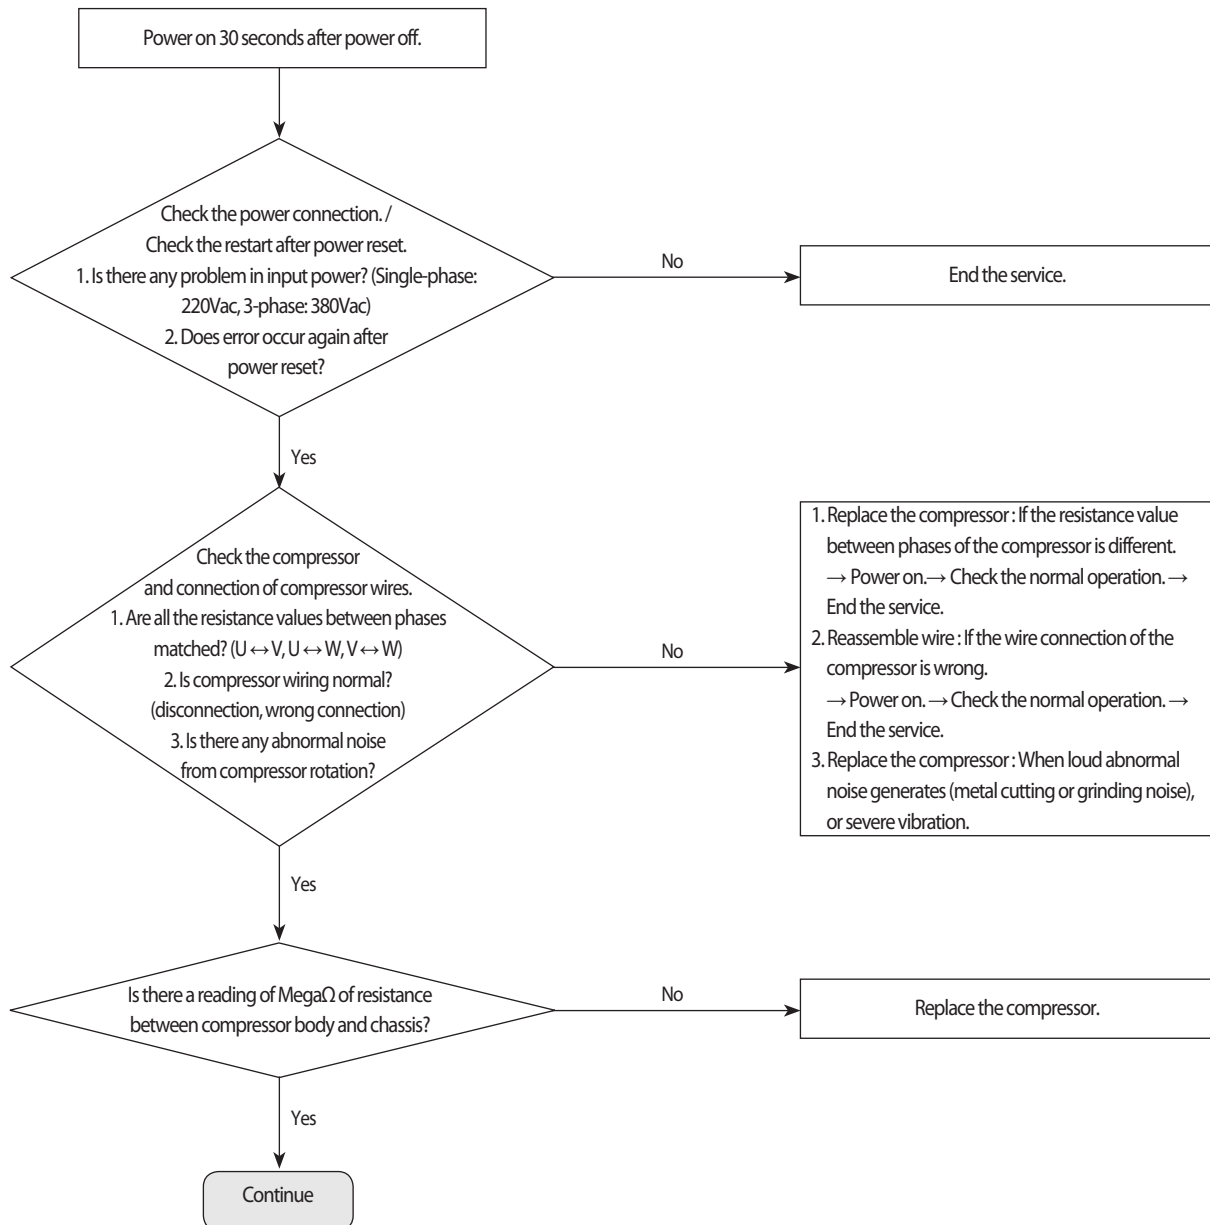 Power on 30 seconds after power off.
Check the power connection. /
Check the restart after power reset.
1. Is there any problem in input power? (Single-phase:
220Vac, 3-phase: 380Vac)
2. Does error occur again after
power reset?
No
End the service.
Yes
Check the compressor
and connection of compressor wires.
1. Are all the resistance values between phases
matched? (U ↔ V, U ↔ W, V ↔ W)
2. Is compressor wiring normal?
(disconnection, wrong connection)
3. Is there any abnormal noise
from compressor rotation?
No
1. Replace the compressor : If the resistance value
between phases of the compressor is different.
→ Power on. → Check the normal operation. →
End the service.
2. Reassemble wire : If the wire connection of the
compressor is wrong.
→ Power on. → Check the normal operation. →
End the service.
3. Replace the compressor : When loud abnormal
noise generates (metal cutting or grinding noise),
or severe vibration.
Yes
Is there a reading of MegaΩ of resistance
between compressor body and chassis?
No
Replace the compressor.
Yes
Continue